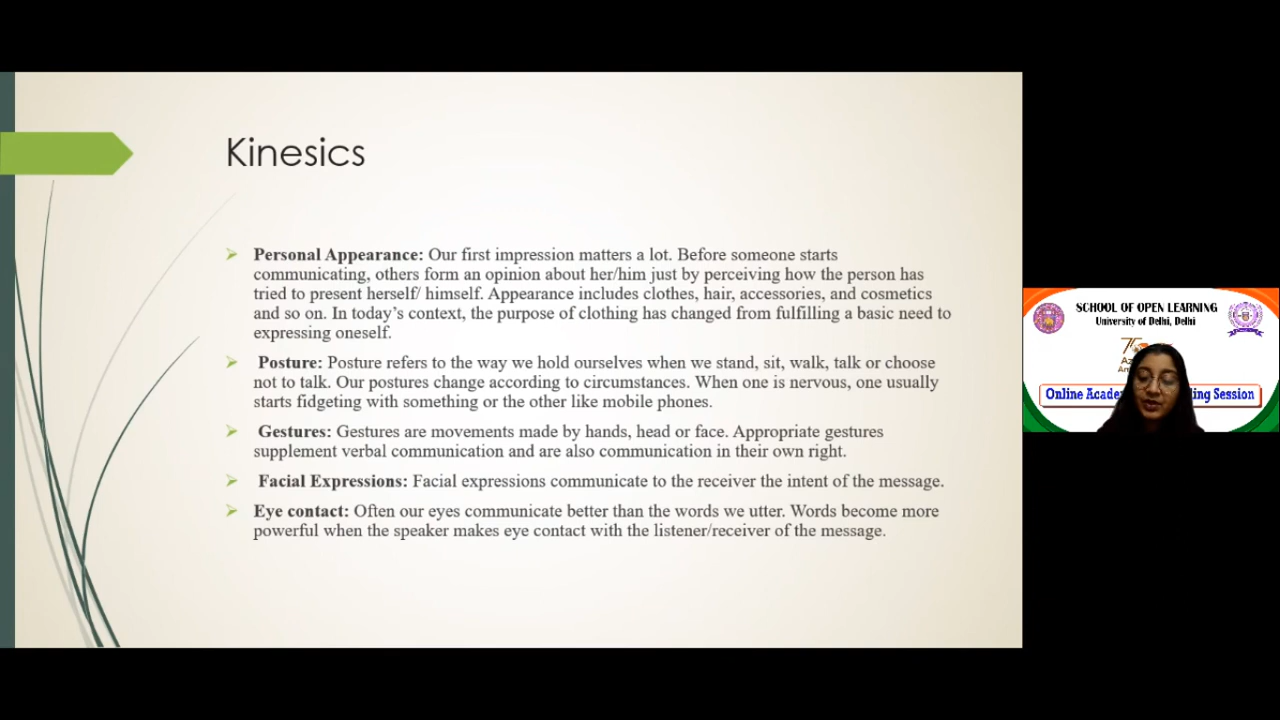 Kinesics
Personal Appearance: Our first impression matters a lot. Before someone starts
communicating, others form an opinion about her/him just by perceiving how the person has
tried to present herself/ himself. Appearance includes clothes, hair, accessories, and cosmetics
and so on. In today's context, the purpose of clothing has changed from fulfilling a basic need to
expressing oneself.
Posture: Posture refers to the way we hold ourselves when we stand, sit, walk, talk or choose
not to talk. Our postures change according to circumstances. When one is nervous, one usually
starts fidgeting with something or the other like mobile phones.
Gestures: Gestures are movements made by hands, head or face. Appropriate gestures
supplement verbal communication and are also communication in their own right.
Facial Expressions: Facial expressions communicate to the receiver the intent of the message.
Eye contact: Often our eyes communicate better than the words we utter. Words become more
powerful when the speaker makes eye contact with the listener/receiver of the message.
SCHOOL OF OPEN LEARNING
University of Delhi, Delhi
Online Acade ing Session